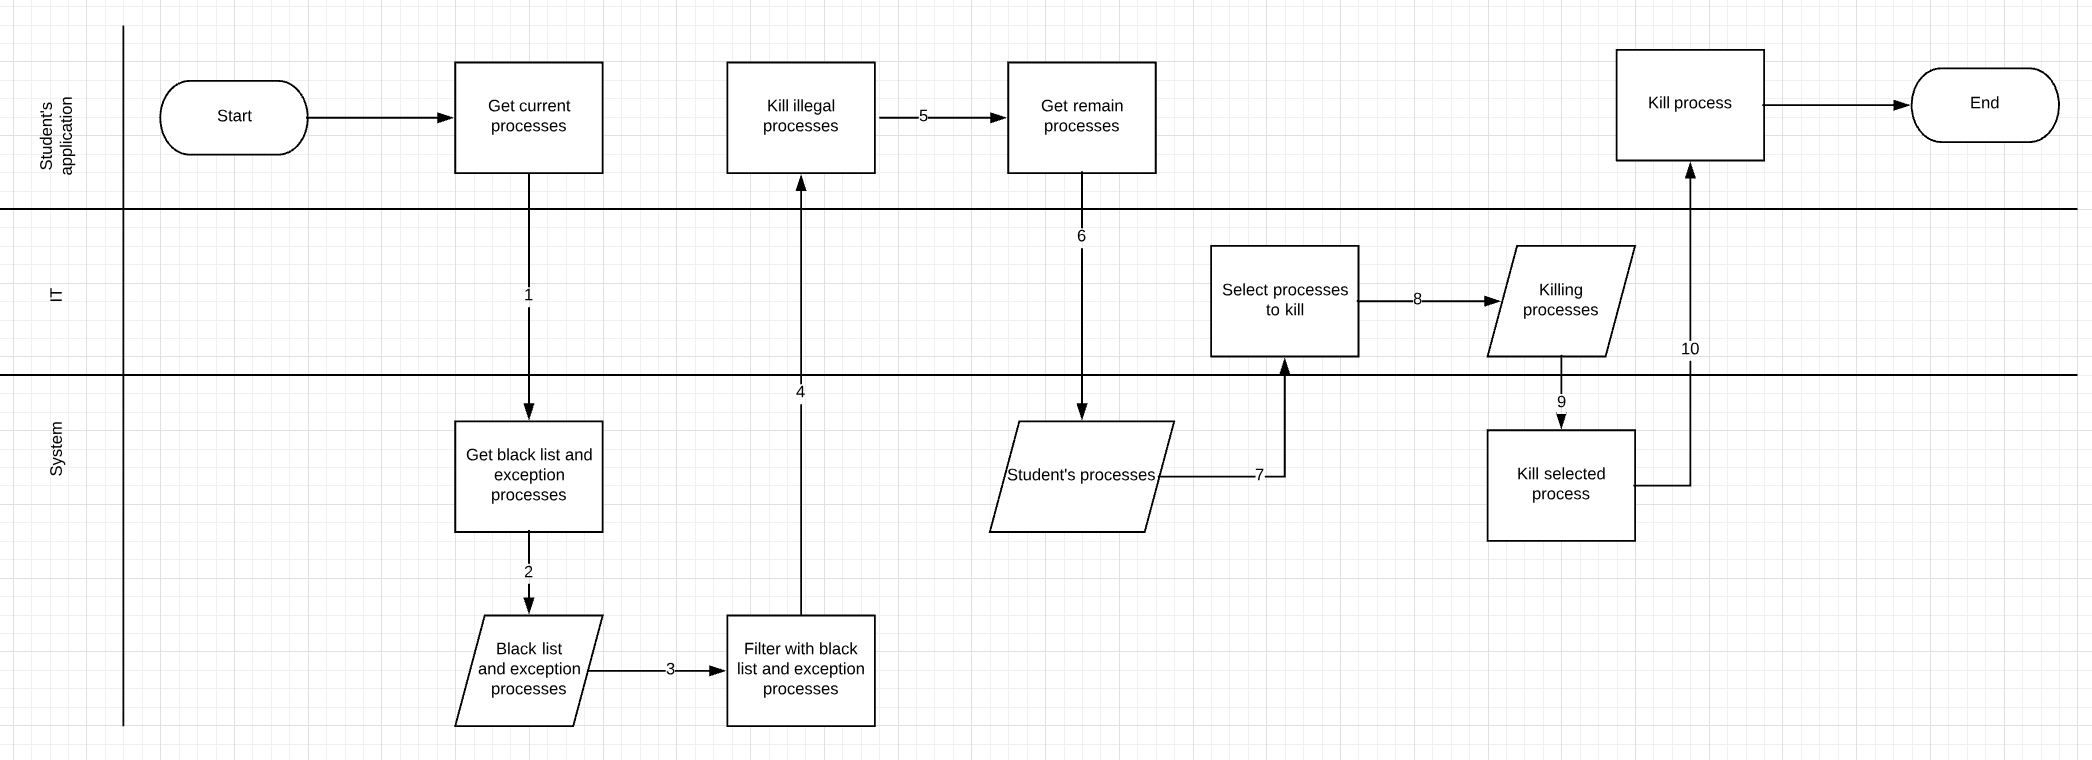 Student's
application
Start
Get current
processes
Kill illegal
processes
5
Get remain
processes
Kill process
End
IT
1
6
Select processes
to kill
8
Killing
processes
10
System
4
9
Get black list and
exception
processes
Student's processes
7
Kill selected
process
2
Black list
and exception
processes
3
Filter with black
list and exception
processes